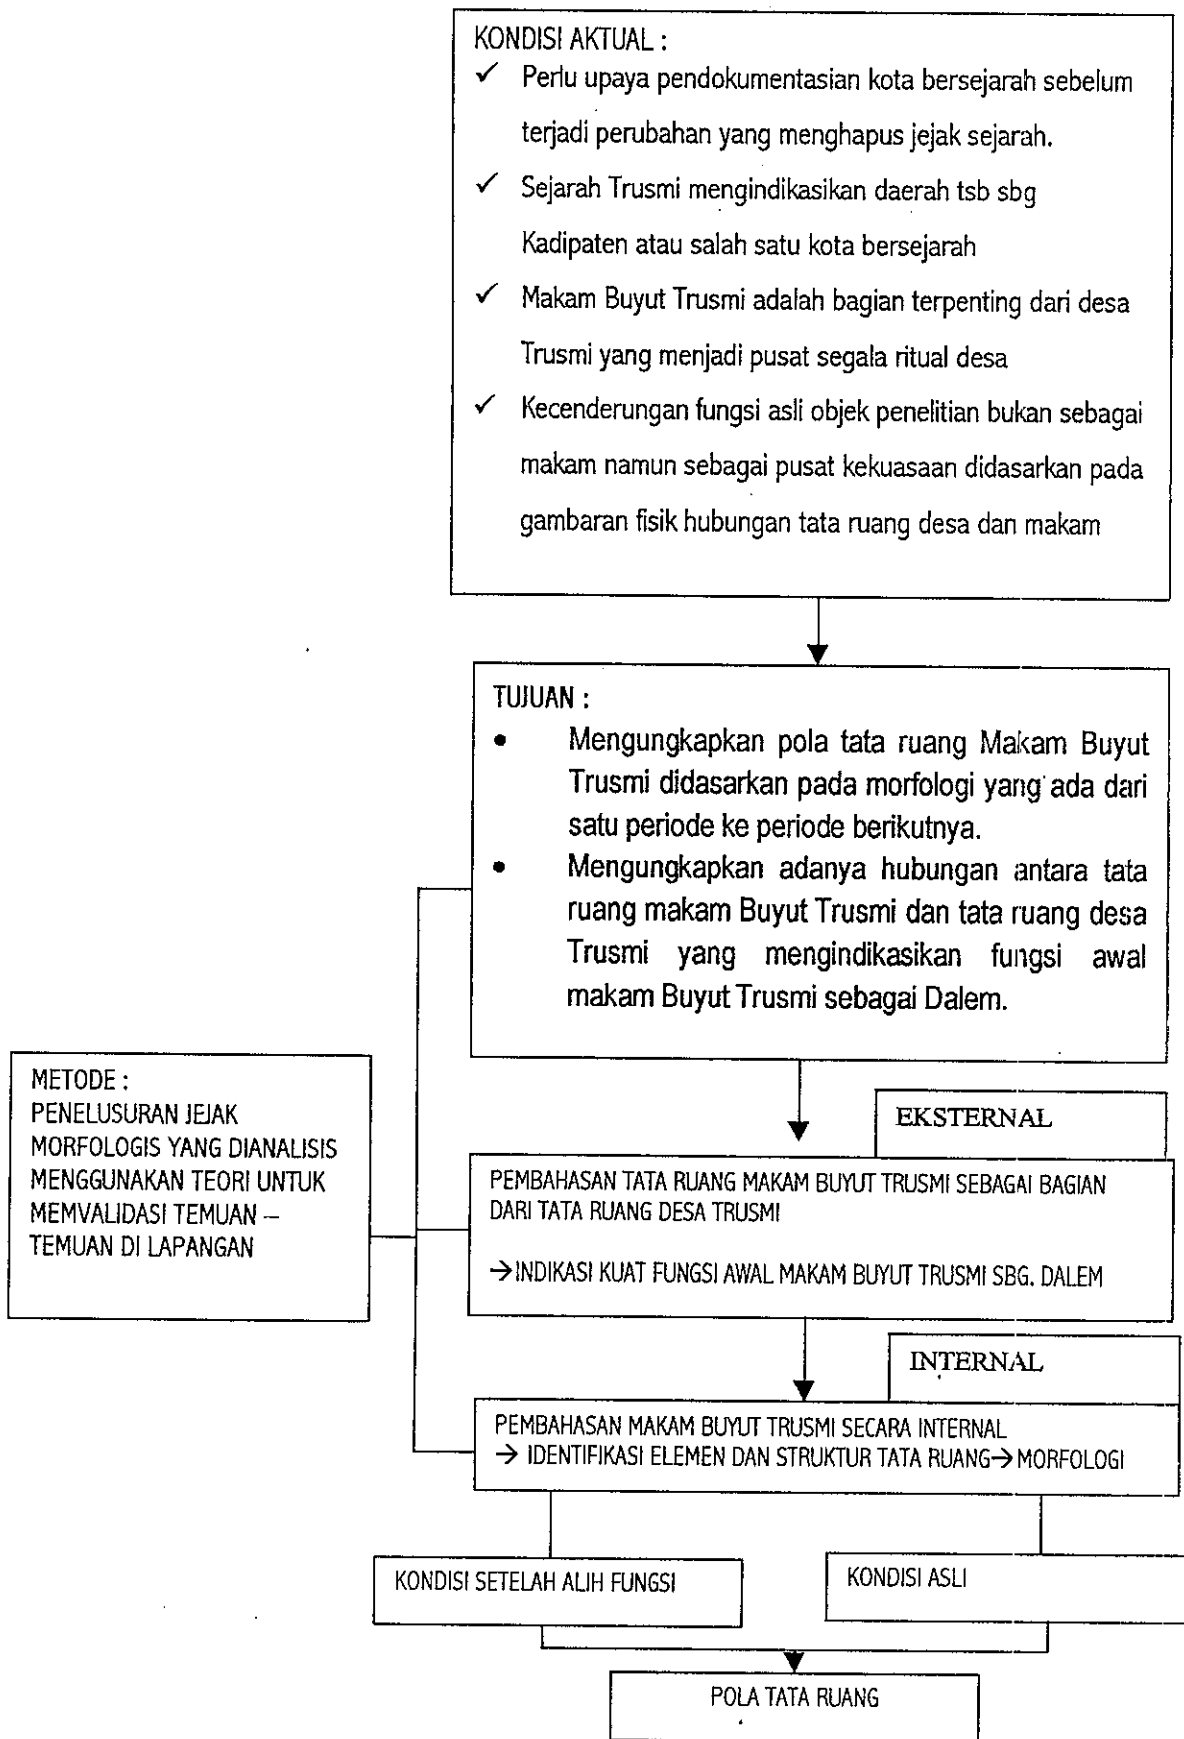 KONDISI AKTUAL :
✓ Perlu upaya pendokumentasian kota bersejarah sebelum
terjadi perubahan yang menghapus jejak sejarah.
✓ Sejarah Trusmi mengindikasikan daerah tsb sbg
Kadipaten atau salah satu kota bersejarah
✓ Makam Buyut Trusmi adalah bagian terpenting dari desa
Trusmi yang menjadi pusat segala ritual desa
✓ Kecenderungan fungsi asli objek penelitian bukan sebagai
makam namun sebagai pusat kekuasaan didasarkan pada
gambaran fisik hubungan tata ruang desa dan makam
TUJUAN :
• Mengungkapkan pola tata ruang Makam Buyut
Trusmi didasarkan pada morfologi yang ada dari
satu periode ke periode berikutnya.
• Mengungkapkan adanya hubungan antara tata
ruang makam Buyut Trusmi dan tata ruang desa
Trusmi yang mengindikasikan fungsi awal
makam Buyut Trusmi sebagai Dalem.
METODE :
PENELUSURAN JEJAK
MORFOLOGIS YANG DIANALISIS
MENGGUNAKAN TEORI UNTUK
MEMVALIDASI TEMUAN –
TEMUAN DI LAPANGAN
EKSTERNAL
PEMBAHASAN TATA RUANG MAKAM BUYUT TRUSMI SEBAGAI BAGIAN
DARI TATA RUANG DESA TRUSMI
→INDIKASI KUAT FUNGSI AWAL MAKAM BUYUT TRUSMI SBG. DALEM
INTERNAL
PEMBAHASAN MAKAM BUYUT TRUSMI SECARA INTERNAL
→ IDENTIFIKASI ELEMEN DAN STRUKTUR TATA RUANG→MORFOLOGI
KONDISI SETELAH ALIH FUNGSI
KONDISI ASLI
POLA TATA RUANG